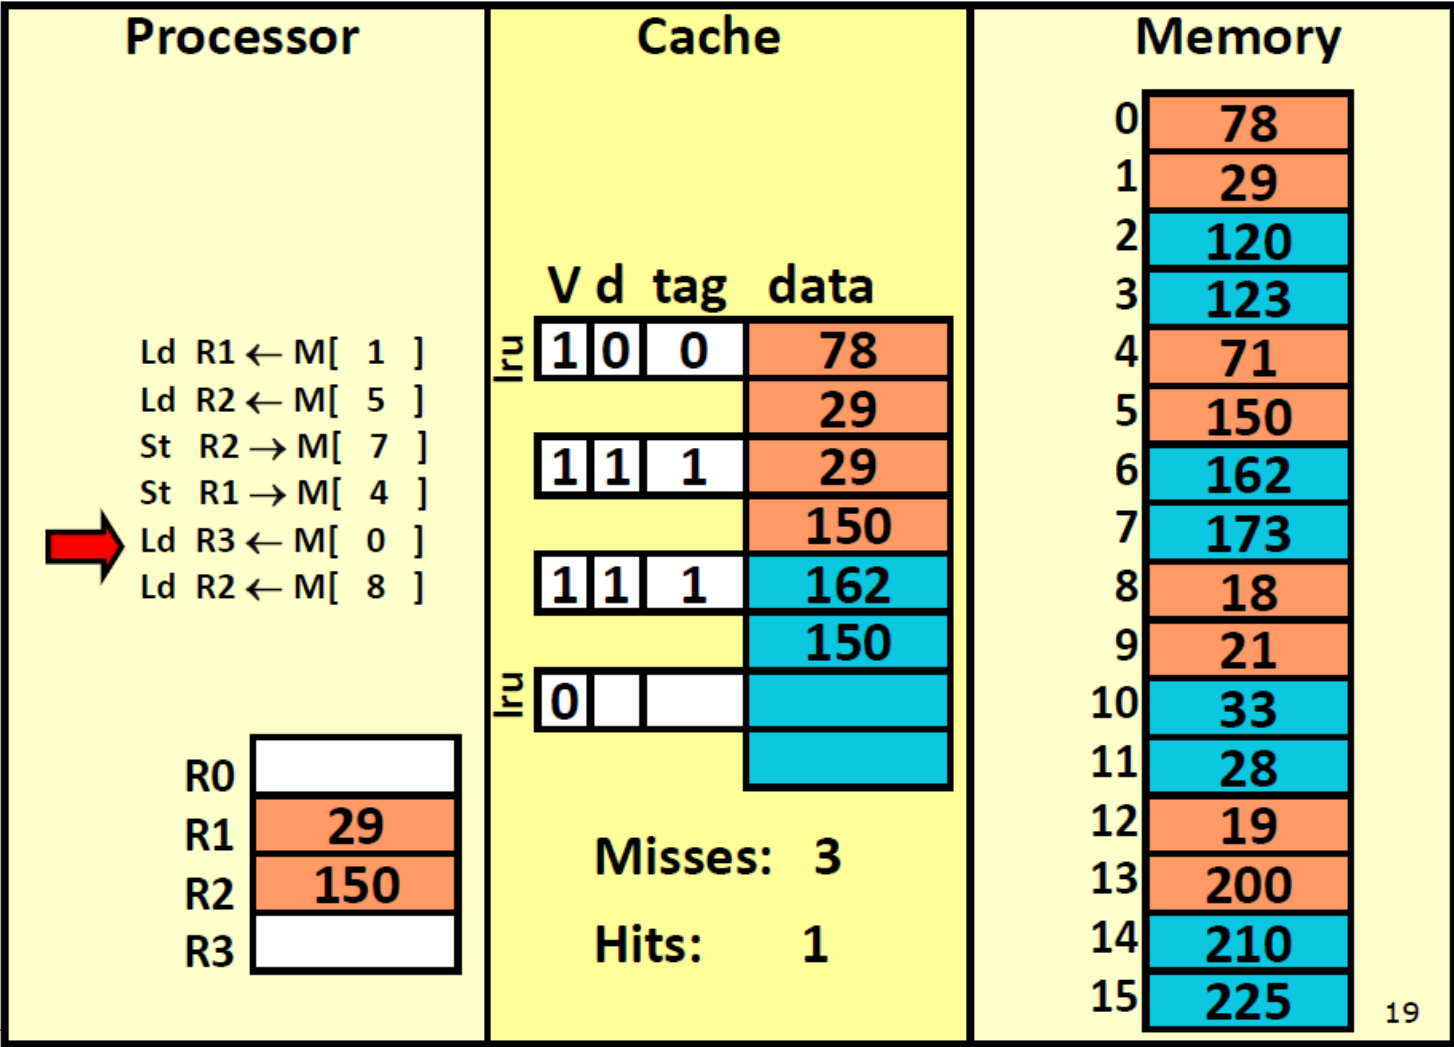 Processor
Ld R1 ← M[ 1 ]
Ld R2 ← M[ 5 ]
St R2 → M[ 7 ]
St R1 → M[ 4 ]
Ld R3 ← M[ 0 ]
Ld R2 ← M[ 8 ]
R0
R1 29
R2 150
R3
Cache
V d tag data
lru 1 0 0 78
29
1 1 1 29
150
1 1 1 162
150
lru 0
Misses: 3
Hits: 1
Memory
0 78
1 29
2 120
3 123
4 71
5 150
6 162
7 173
8 18
9 21
10 33
11 28
12 19
13 200
14 210
15 225
19